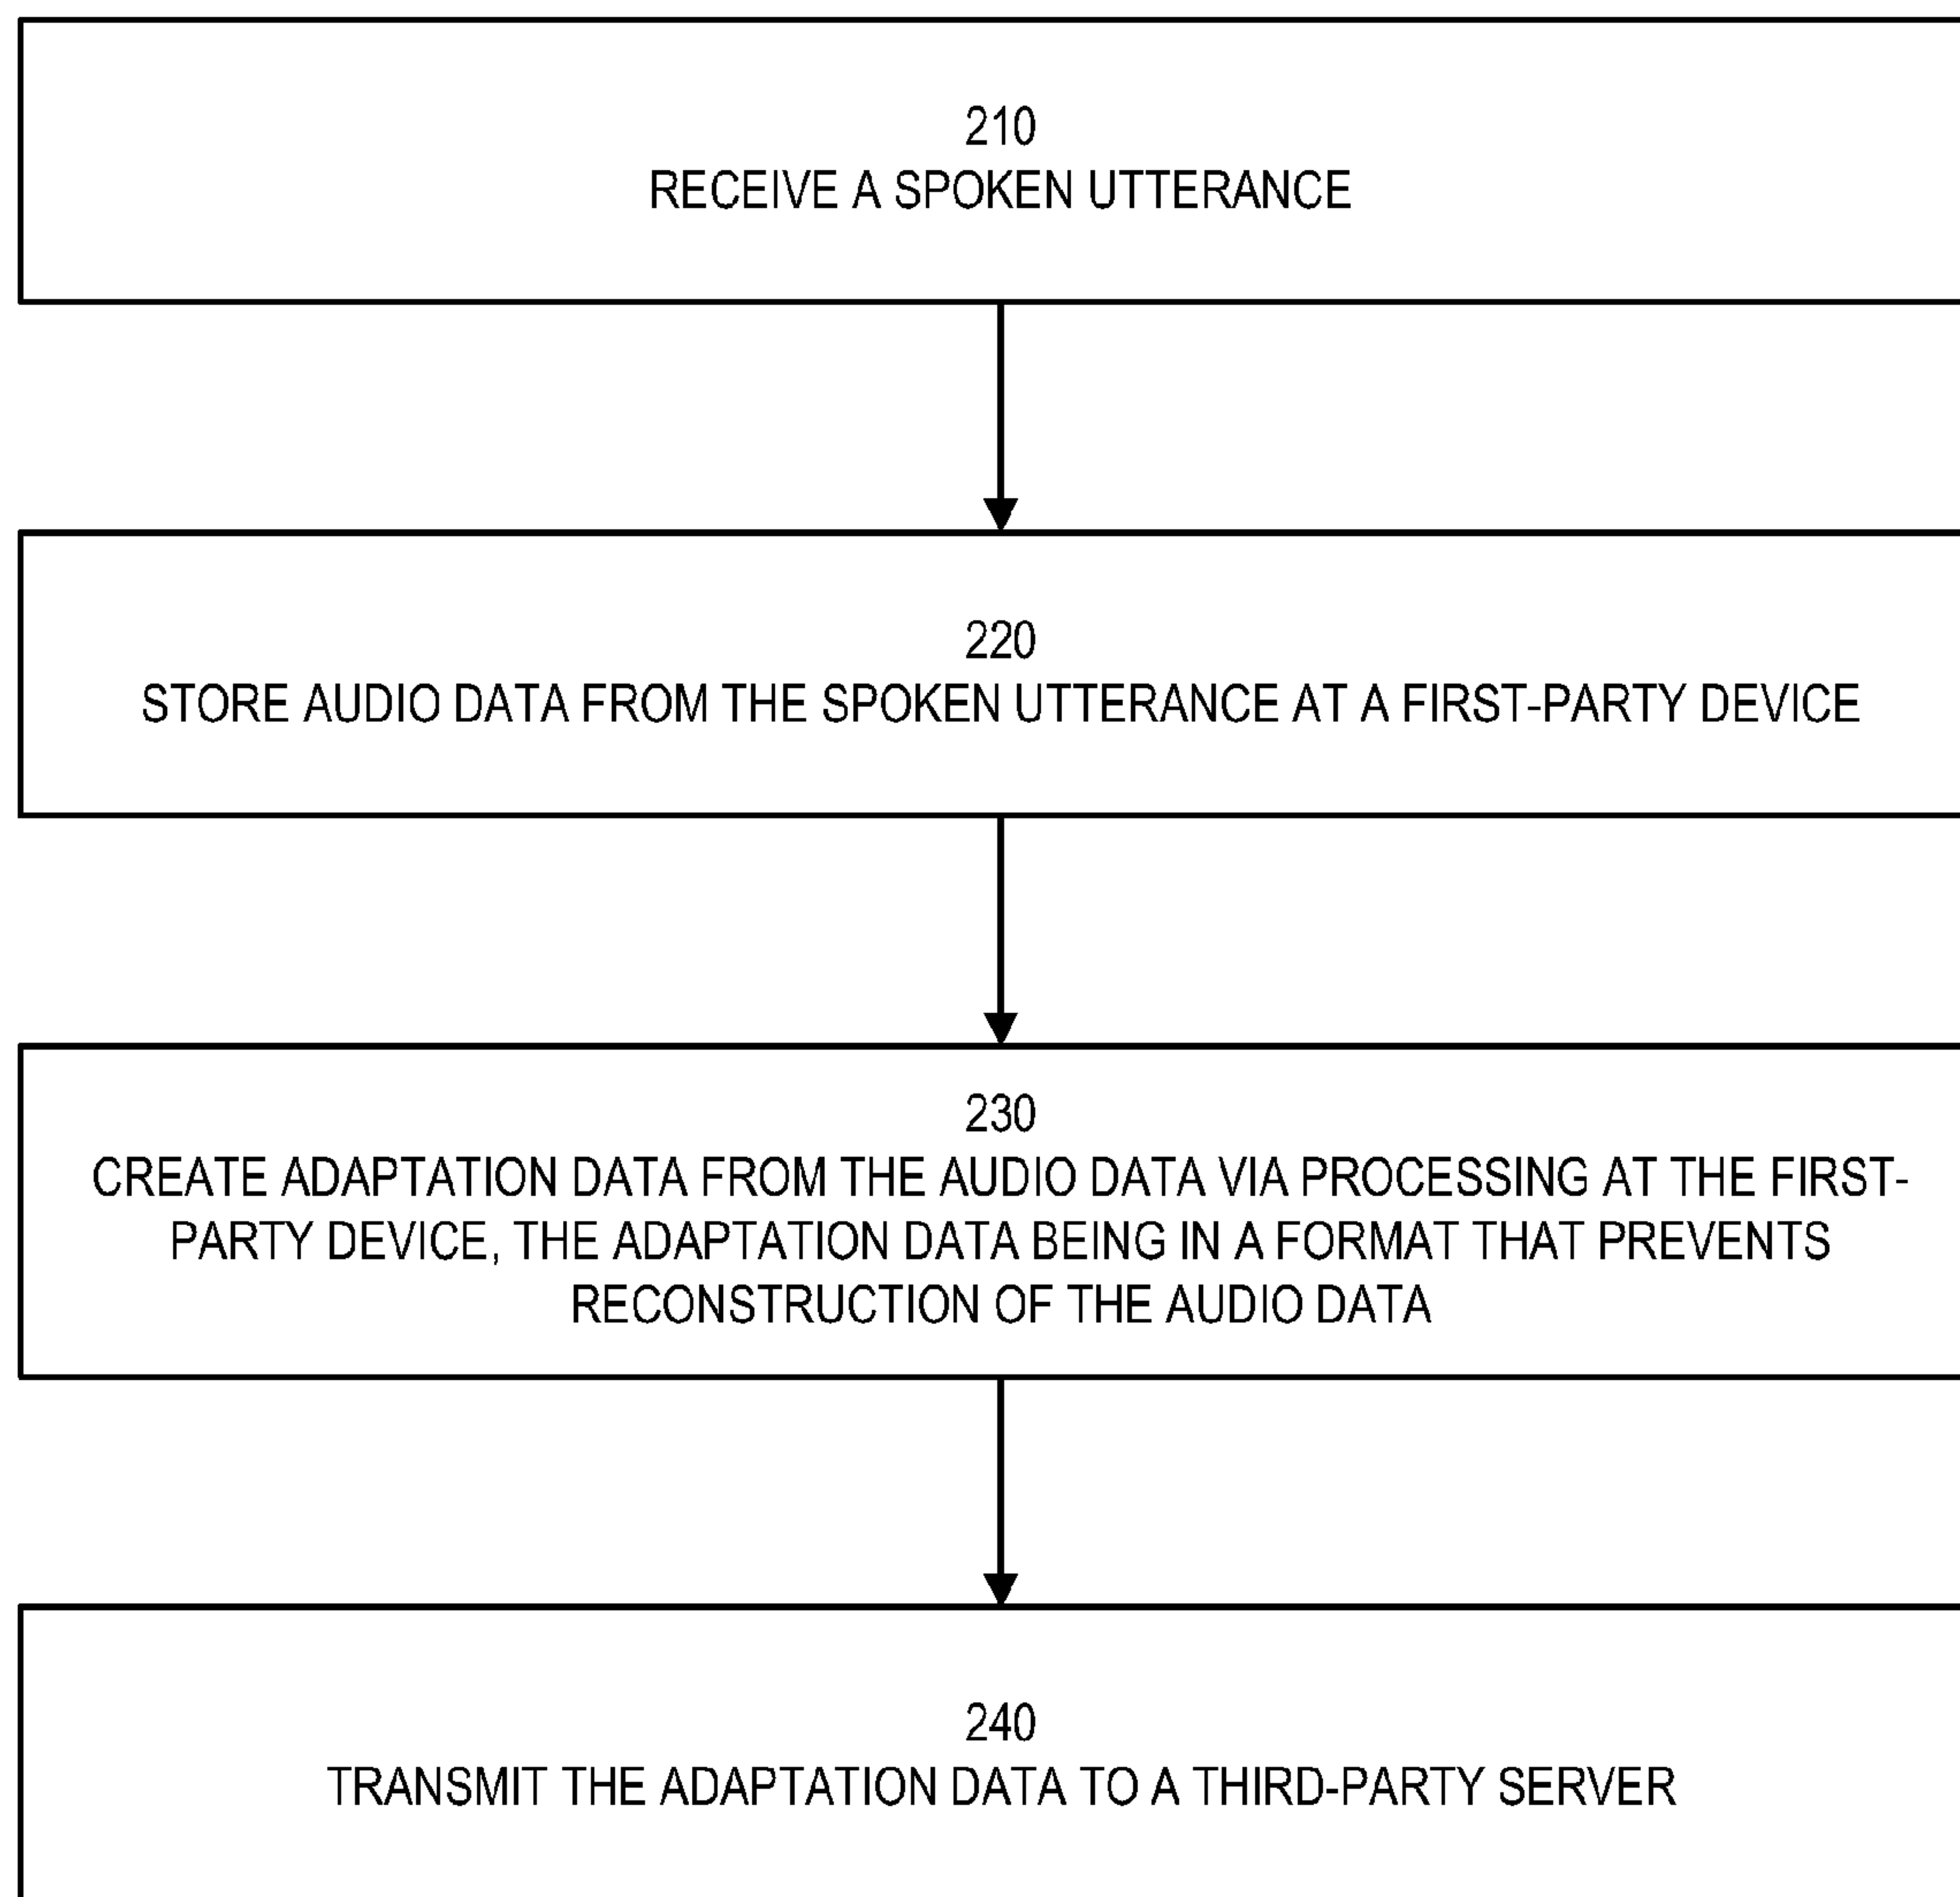 210
RECEIVE A SPOKEN UTTERANCE
220
STORE AUDIO DATA FROM THE SPOKEN UTTERANCE AT A FIRST-PARTY DEVICE
230
CREATE ADAPTATION DATA FROM THE AUDIO DATA VIA PROCESSING AT THE FIRST-
PARTY DEVICE, THE ADAPTATION DATA BEING IN A FORMAT THAT PREVENTS
RECONSTRUCTION OF THE AUDIO DATA
240
TRANSMIT THE ADAPTATION DATA TO A THIRD-PARTY SERVER